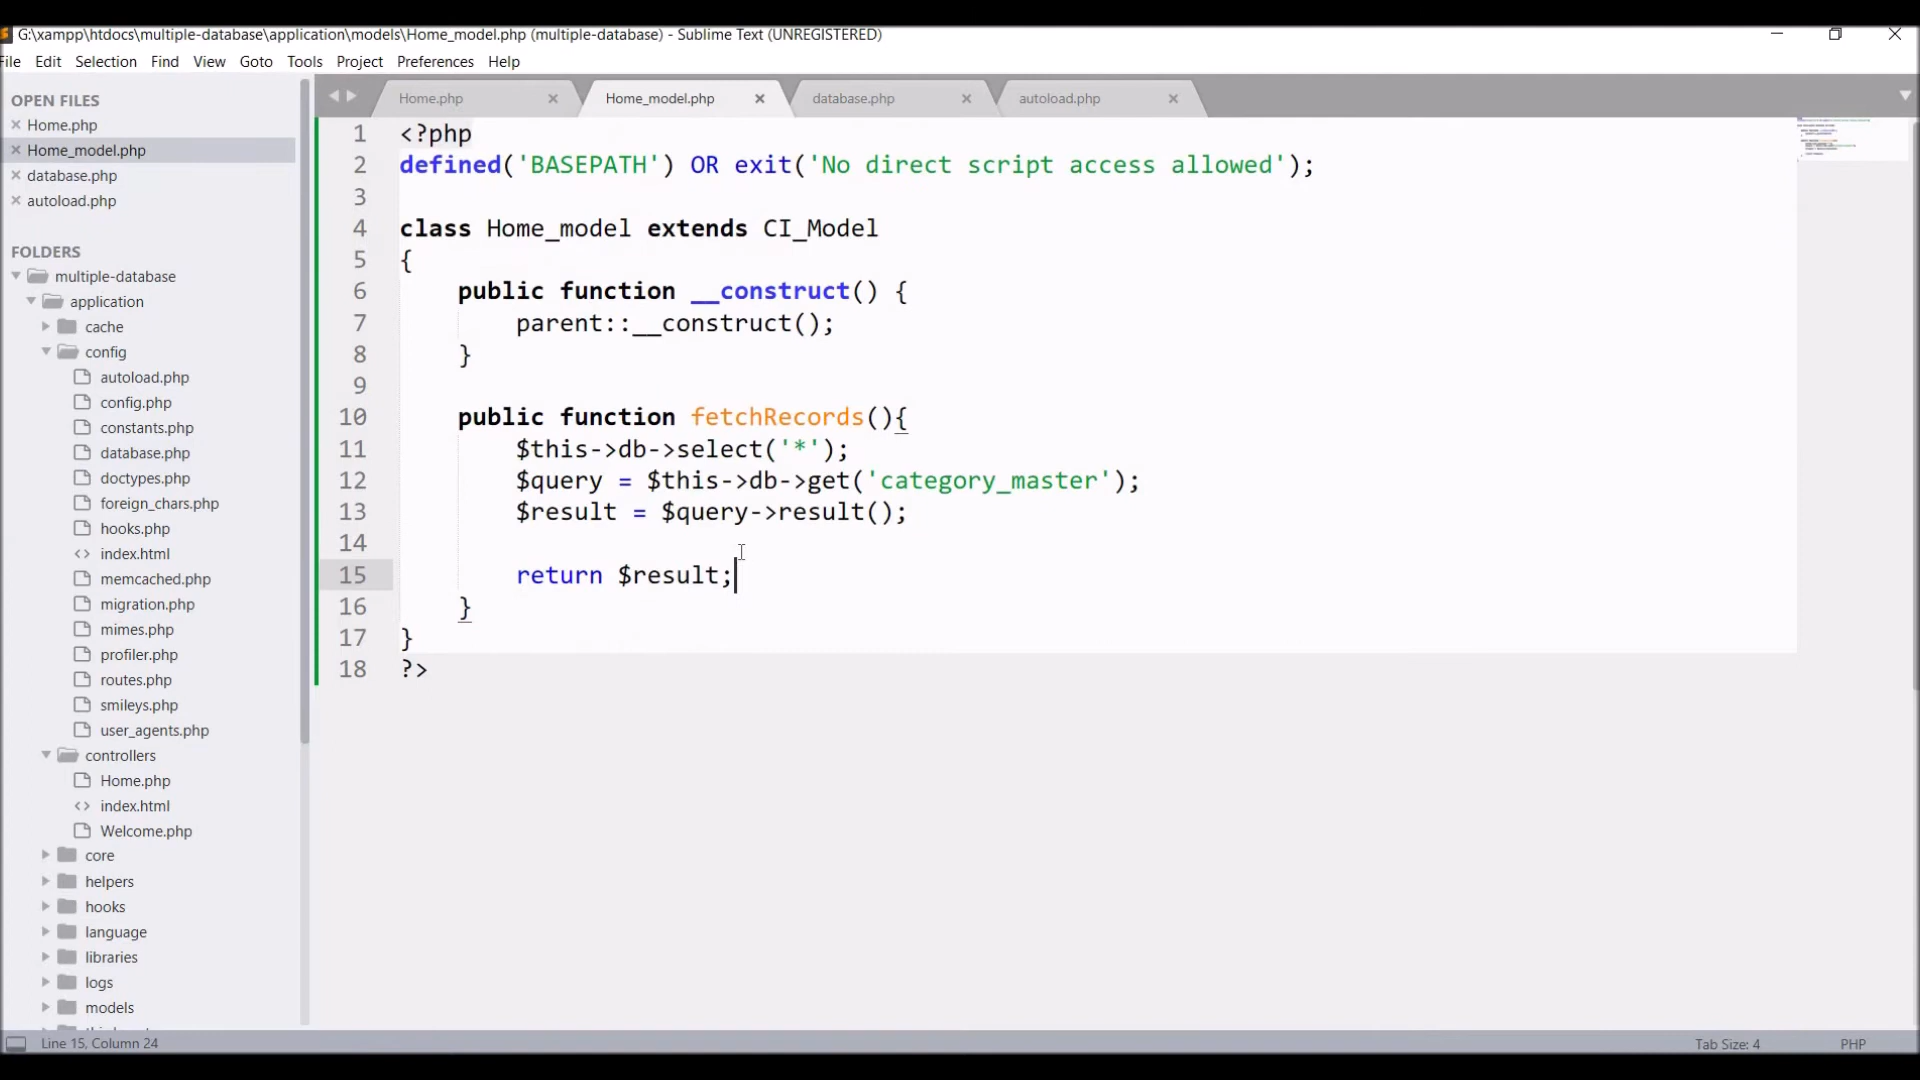 G:\xampp\htdocs\multiple-database\application\models\Home_model.php (multiple-database) - Sublime Text (UNREGISTERED)
File Edit Selection Find View Goto Tools Project Preferences Help
OPEN FILES
Home.php
Home_model.php
database.php
autoload.php
FOLDERS
multiple-database
application
cache
config
autoload.php
config.php
constants.php
database.php
doctypes.php
foreign_chars.php
hooks.php
index.html
memcached.php
migration.php
mimes.php
profiler.php
routes.php
smileys.php
user_agents.php
controllers
Home.php
index.html
Welcome.php
core
helpers
hooks
language
libraries
logs
models
Home.php Home_model.php database.php autoload.php
1 <?php
2 defined('BASEPATH') OR exit('No direct script access allowed');
3
4 class Home_model extends CI_Model
5 {
6 public function __construct() {
7 parent::__construct();
8 }
9
10 public function fetchRecords(){
11 $this->db->select('*');
12 $query = $this->db->get('category_master');
13 $result = $query->result();
14
15 return $result;
16 }
17 }
18 ?>
Line 15, Column 24 Tab Size: 4 PHP